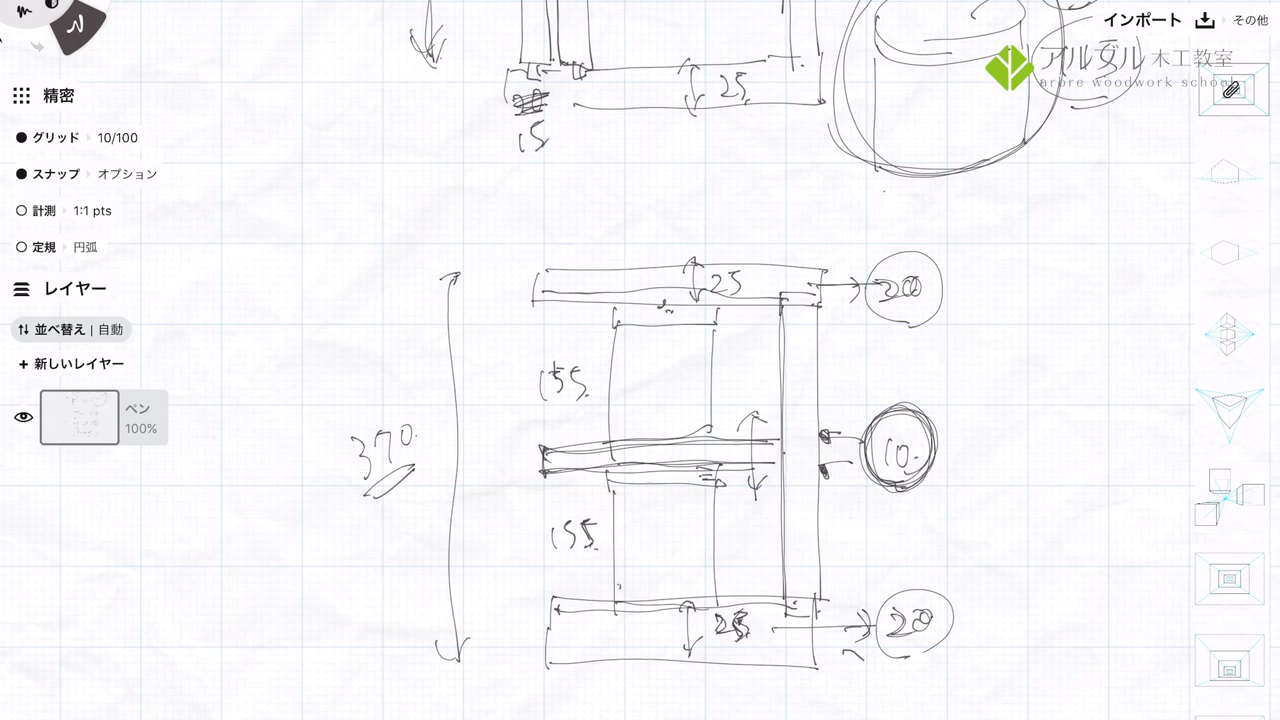 インポート
その他
アルブル木工教室
arbre woodwork school
精密
グリッド 10/100
スナップ オプション
計測 1:1 pts
定規 円弧
レイヤー
並べ替え | 自動
+ 新しいレイヤー
ペン
100%
25
15
25
200
155
370
10
155
25
20